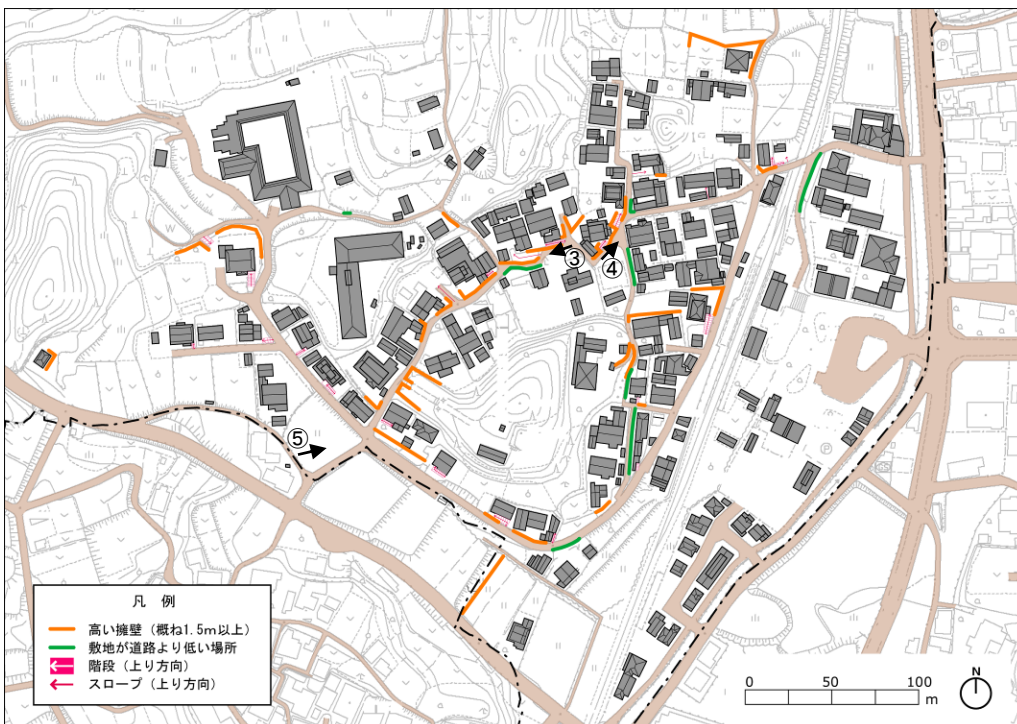 ③
④
⑤
凡 例
高い擁壁（概ね1.5m以上）
敷地が道路より低い場所
階段（上り方向）
スロープ（上り方向）
0 50 100
m
N
P
P
W